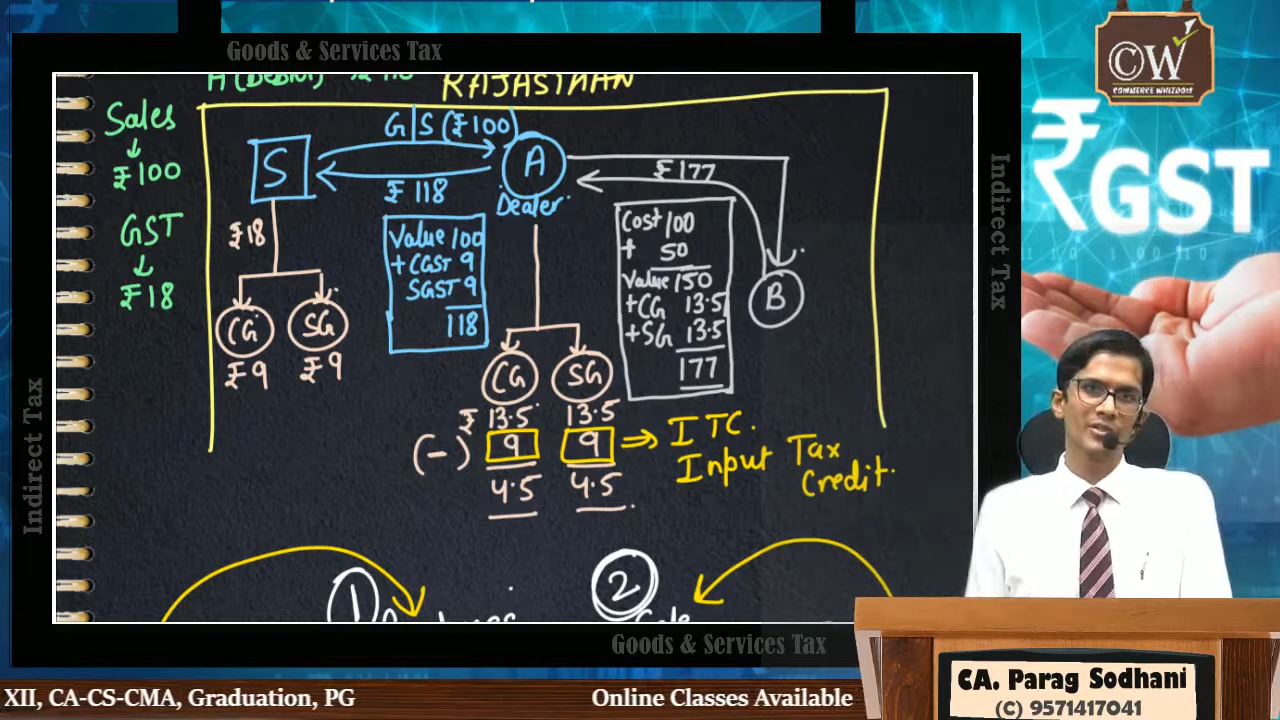 Goods & Services Tax
RAJASTHAN
Sales
₹100
GST
₹18
S
G|S (₹100)
₹118
A
Dealer
₹18
CG
₹9
SG
₹9
Value 100
+CGST 9
SGST 9
118
₹177
B
Cost 100
+ 50
Value 150
+CG 13.5
+SG 13.5
177
CG
SG
₹ 13.5 13.5
(-) 9 9 ⇒ ITC.
Input Tax
Credit.
4.5 4.5
1
2
Goods & Services Tax
Indirect Tax
Indirect Tax
CW
COMMERCE WHIZDOM
₹GST
CA. Parag Sodhani
(C) 9571417041
XII, CA-CS-CMA, Graduation, PG
Online Classes Available